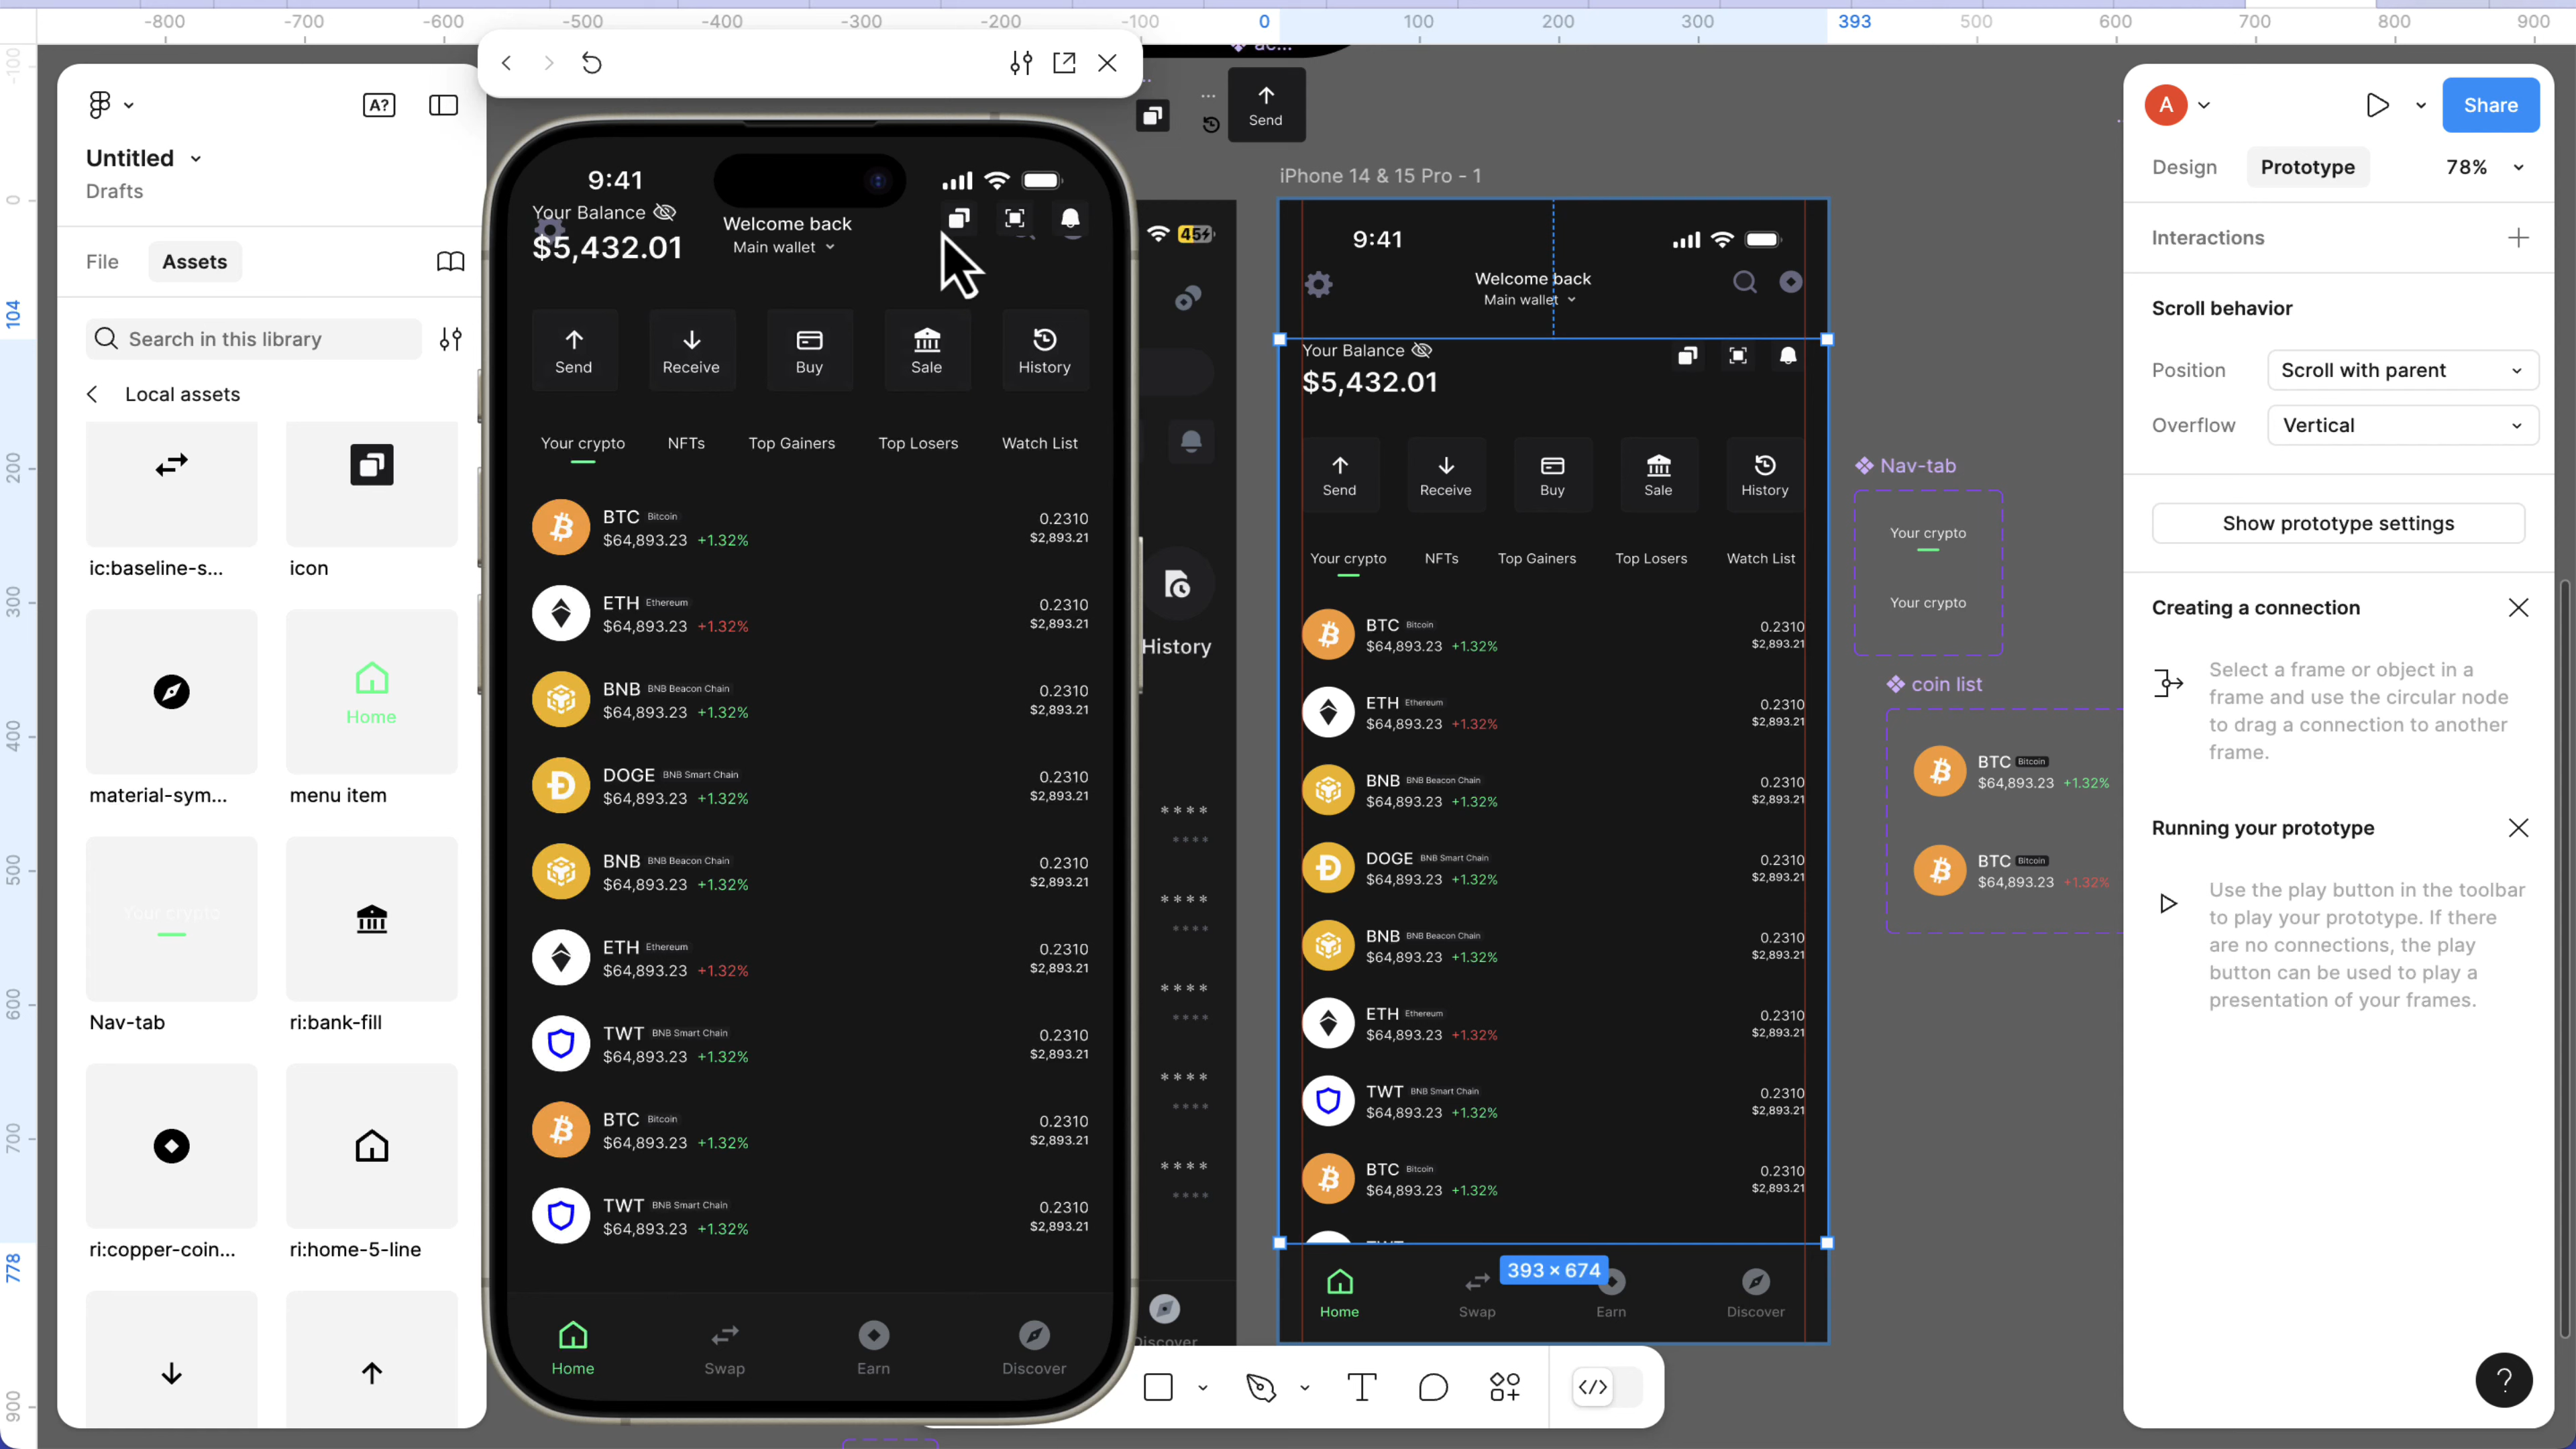 -800 -700 -600 -500 -400 -300 -200 -100 0 100 200 300 393 500 600 700 800 900
-100
0
104
200
300
400
500
600
700
778
900
A?
Untitled
Drafts
File Assets
Search in this library
Local assets
ic:baseline-s...
icon
Home
material-sym...
menu item
Your crypto
Nav-tab
ri:bank-fill
ri:copper-coin...
ri:home-5-line
9:41
Your Balance
$5,432.01
Welcome back
Main wallet
Send
Receive
Buy
Sale
History
Your crypto
NFTs
Top Gainers
Top Losers
Watch List
BTC Bitcoin 0.2310
$64,893.23 +1.32% $2,893.21
ETH Ethereum 0.2310
$64,893.23 +1.32% $2,893.21
BNB BNB Beacon Chain 0.2310
$64,893.23 +1.32% $2,893.21
DOGE BNB Smart Chain 0.2310
$64,893.23 +1.32% $2,893.21
BNB BNB Beacon Chain 0.2310
$64,893.23 +1.32% $2,893.21
ETH Ethereum 0.2310
$64,893.23 +1.32% $2,893.21
TWT BNB Smart Chain 0.2310
$64,893.23 +1.32% $2,893.21
BTC Bitcoin 0.2310
$64,893.23 +1.32% $2,893.21
TWT BNB Smart Chain 0.2310
$64,893.23 +1.32% $2,893.21
Home
Swap
Earn
Discover
ac...
...
Send
45
History
****
****
****
****
****
****
****
****
****
****
Discover
iPhone 14 & 15 Pro - 1
9:41
Welcome back
Main wallet
Your Balance
$5,432.01
Send
Receive
Buy
Sale
History
Your crypto
NFTs
Top Gainers
Top Losers
Watch List
BTC Bitcoin 0.2310
$64,893.23 +1.32% $2,893.21
ETH Ethereum 0.2310
$64,893.23 +1.32% $2,893.21
BNB BNB Beacon Chain 0.2310
$64,893.23 +1.32% $2,893.21
DOGE BNB Smart Chain 0.2310
$64,893.23 +1.32% $2,893.21
BNB BNB Beacon Chain 0.2310
$64,893.23 +1.32% $2,893.21
ETH Ethereum 0.2310
$64,893.23 +1.32% $2,893.21
TWT BNB Smart Chain 0.2310
$64,893.23 +1.32% $2,893.21
BTC Bitcoin 0.2310
$64,893.23 +1.32% $2,893.21
393 × 674
Home
Swap
Earn
Discover
Nav-tab
Your crypto
Your crypto
coin list
BTC Bitcoin
$64,893.23 +1.32%
BTC Bitcoin
$64,893.23 +1.32%
A
Share
Design Prototype 78%
Interactions
Scroll behavior
Position Scroll with parent
Overflow Vertical
Show prototype settings
Creating a connection
Select a frame or object in a
frame and use the circular node
to drag a connection to another
frame.
Running your prototype
Use the play button in the toolbar
to play your prototype. If there
are no connections, the play
button can be used to play a
presentation of your frames.
?